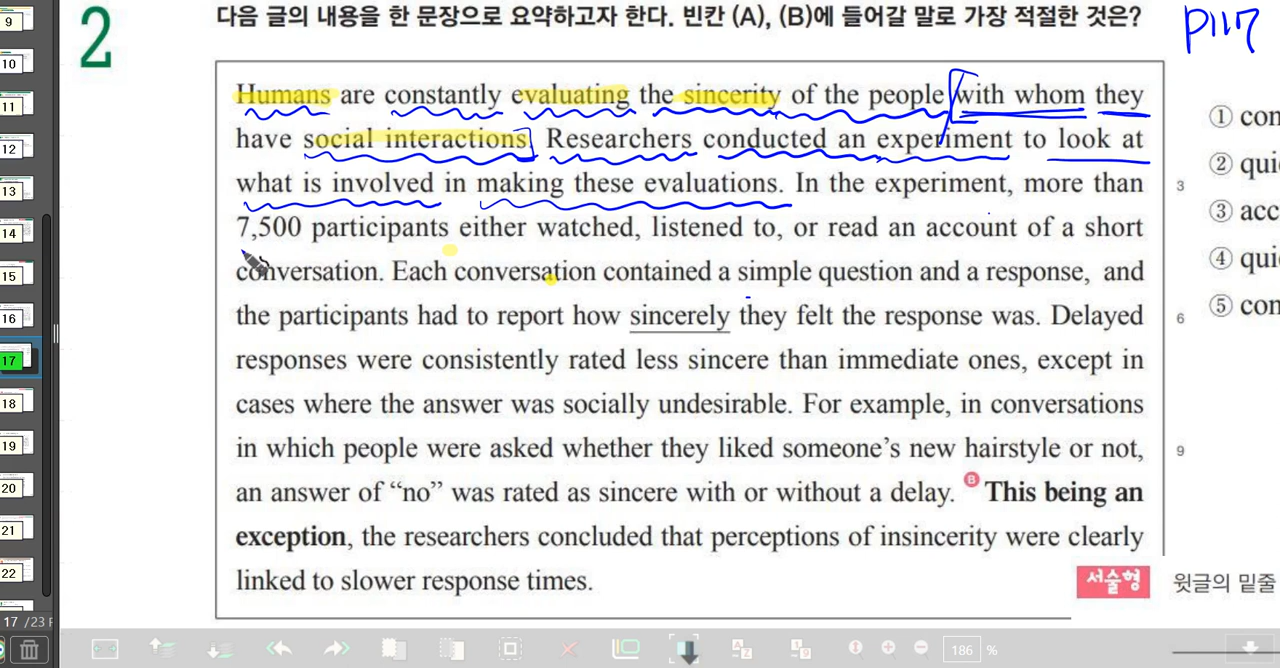 9
10
11
12
13
14
15
16
17
18
19
20
21
22
17 /23
2
다음 글의 내용을 한 문장으로 요약하고자 한다. 빈칸 (A), (B)에 들어갈 말로 가장 적절한 것은?
p117
Humans are constantly evaluating the sincerity of the people with whom they
have social interactions. Researchers conducted an experiment to look at
what is involved in making these evaluations. In the experiment, more than
7,500 participants either watched, listened to, or read an account of a short
conversation. Each conversation contained a simple question and a response, and
the participants had to report how sincerely they felt the response was. Delayed
responses were consistently rated less sincere than immediate ones, except in
cases where the answer was socially undesirable. For example, in conversations
in which people were asked whether they liked someone's new hairstyle or not,
an answer of “no” was rated as sincere with or without a delay. B This being an
exception, the researchers concluded that perceptions of insincerity were clearly
linked to slower response times.
3
6
9
① con
② qui
③ acc
④ qui
⑤ con
서술형 윗글의 밑줄
186 %